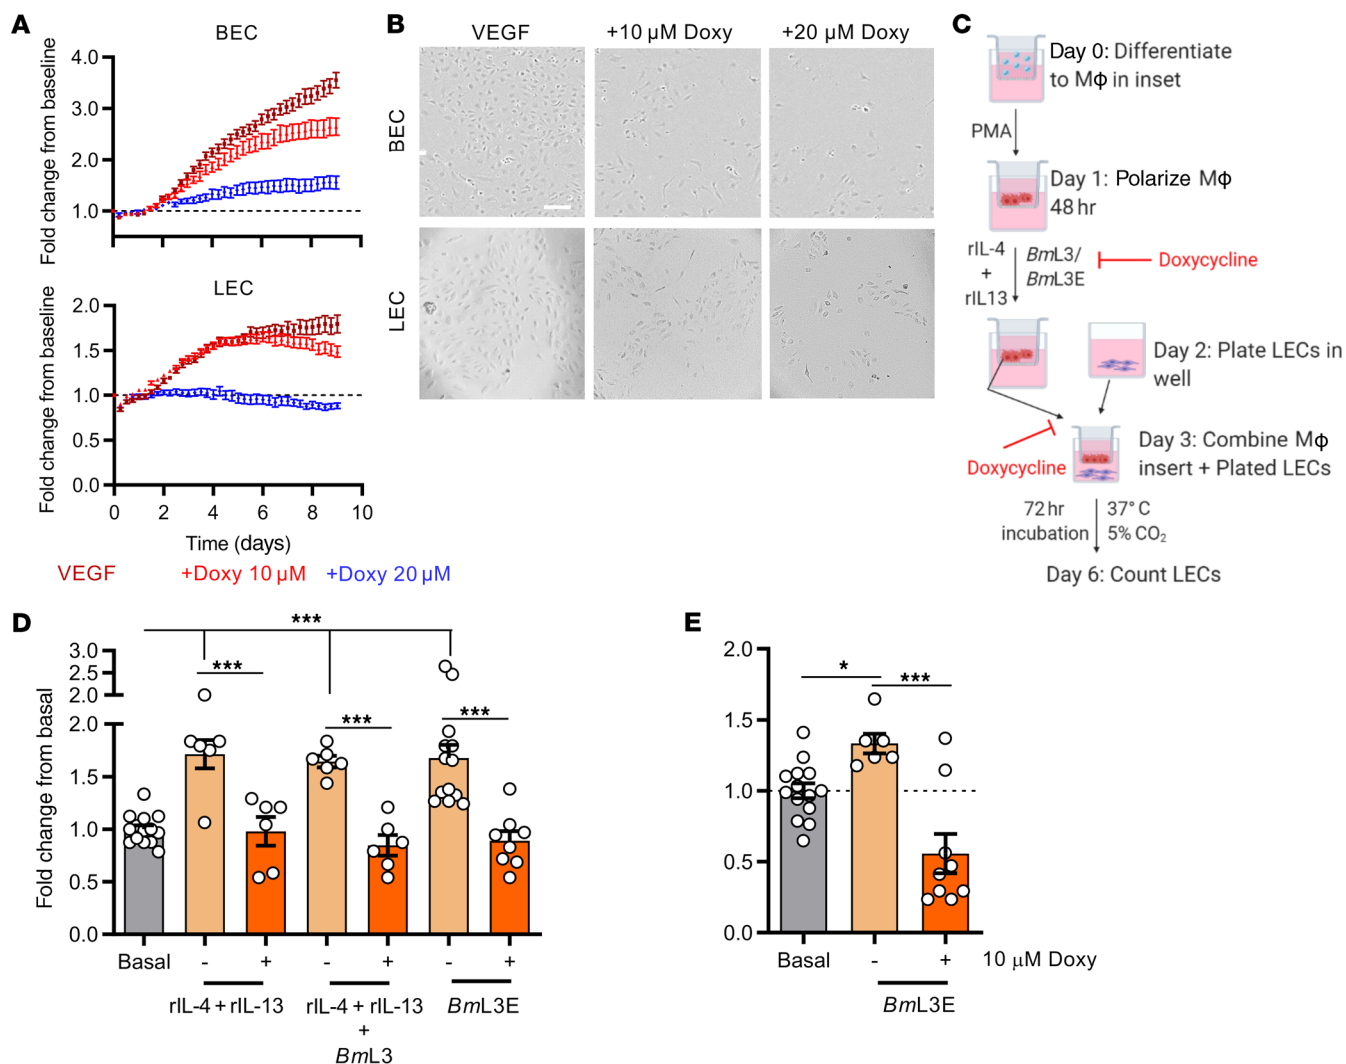 A
BEC
Fold change from baseline
4.0
3.0
2.0
1.0
LEC
Fold change from baseline
2.0
1.5
1.0
0.5
0.0
0 2 4 6 8 10
Time (days)
VEGF +Doxy 10 µM +Doxy 20 µM
B
VEGF +10 µM Doxy +20 µM Doxy
BEC
LEC
C
Day 0: Differentiate
to MΦ in inset
PMA
Day 1: Polarize MΦ
48 hr
rIL-4
+
rIL13
BmL3/
BmL3E
Doxycycline
Day 2: Plate LECs in
well
Doxycycline
Day 3: Combine MΦ
insert + Plated LECs
72 hr
incubation
37° C
5% CO₂
Day 6: Count LECs
D
Fold change from basal
3.0
2.5
2.0
2.0
1.5
1.0
0.5
0.0
***
***
***
***
Basal - + - + - +
rIL-4 + rIL-13
rIL-4 + rIL-13
+
BmL3
BmL3E
E
2.0
1.5
1.0
0.5
0.0
*
***
Basal - + 10 µM Doxy
BmL3E